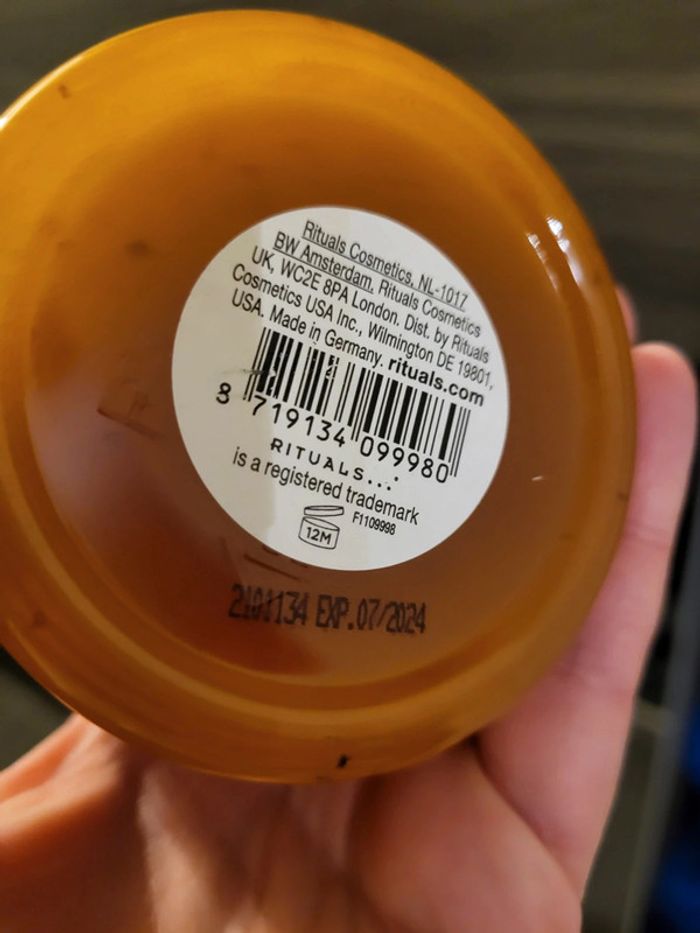 Rituals Cosmetics, NL-1017
BW Amsterdam. Rituals Cosmetics
UK, WC2E 8PA London. Dist. by Rituals
Cosmetics USA Inc., Wilmington DE 19801,
USA. Made in Germany. rituals.com
8 719134 099980
RITUALS...
is a registered trademark
12M F1109998
2101134 EXP.07/2024